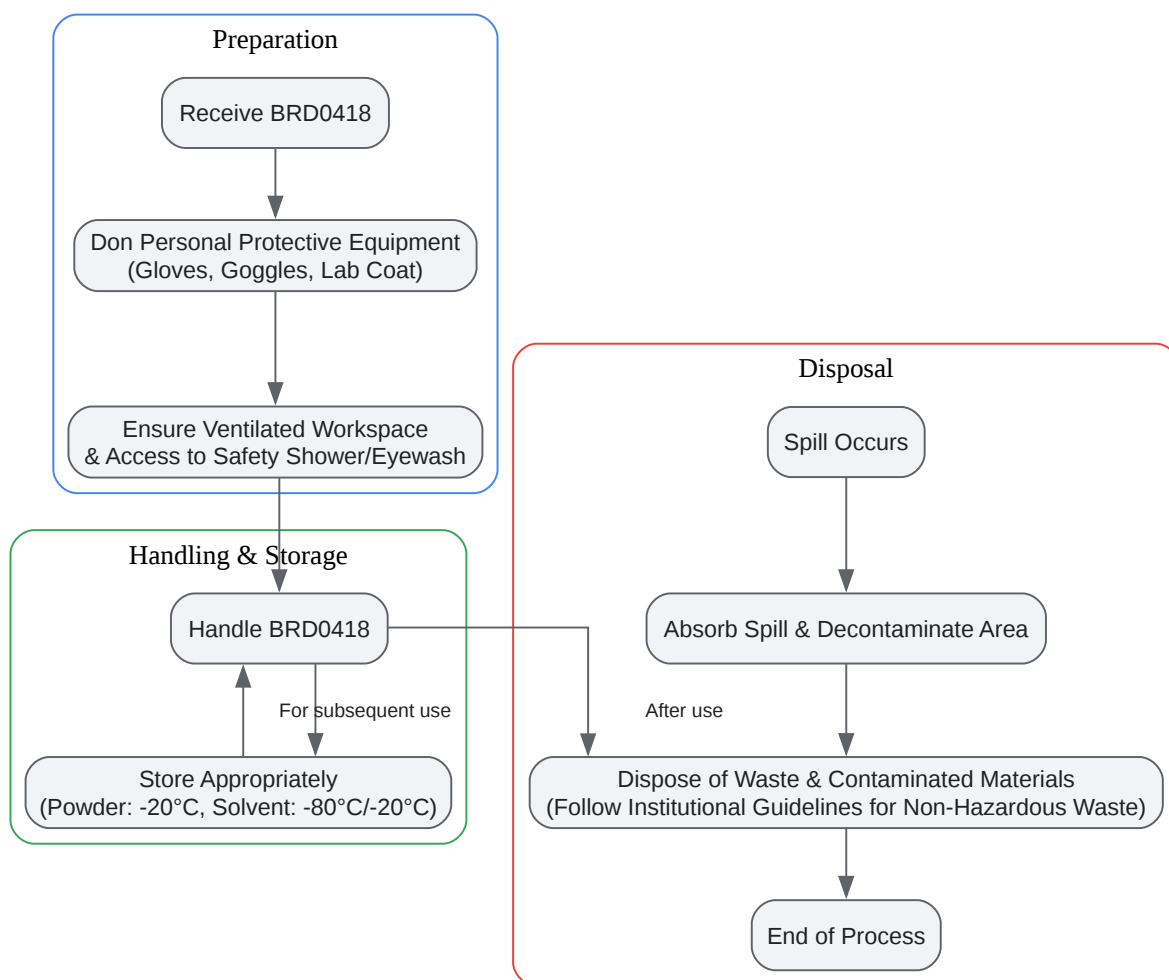 Preparation
Receive BRD0418
Don Personal Protective Equipment
(Gloves, Goggles, Lab Coat)
Ensure Ventilated Workspace
& Access to Safety Shower/Eyewash
Handling & Storage
Handle BRD0418
For subsequent use
Store Appropriately
(Powder: -20°C, Solvent: -80°C/-20°C)
Disposal
Spill Occurs
Absorb Spill & Decontaminate Area
After use
Dispose of Waste & Contaminated Materials
(Follow Institutional Guidelines for Non-Hazardous Waste)
End of Process